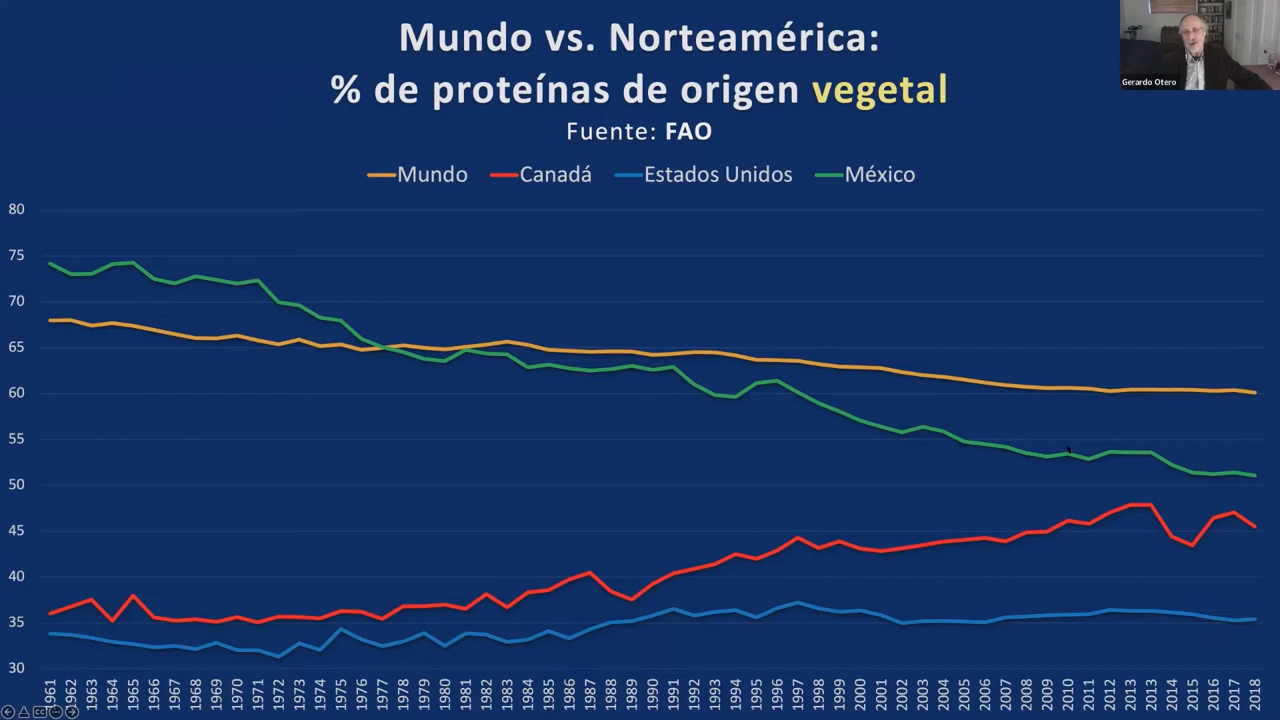 Mundo vs. Norteamérica:
% de proteínas de origen vegetal
Fuente: FAO
Gerardo Otero
Mundo Canadá Estados Unidos México
80
75
70
65
60
55
50
45
40
35
30
1961 1962 1963 1964 1965 1966 1967 1968 1969 1970 1971 1972 1973 1974 1975 1976 1977 1978 1979 1980 1981 1982 1983 1984 1985 1986 1987 1988 1989 1990 1991 1992 1993 1994 1995 1996 1997 1998 1999 2000 2001 2002 2003 2004 2005 2006 2007 2008 2009 2010 2011 2012 2013 2013 2014 2015 2016 2017 2018
CC